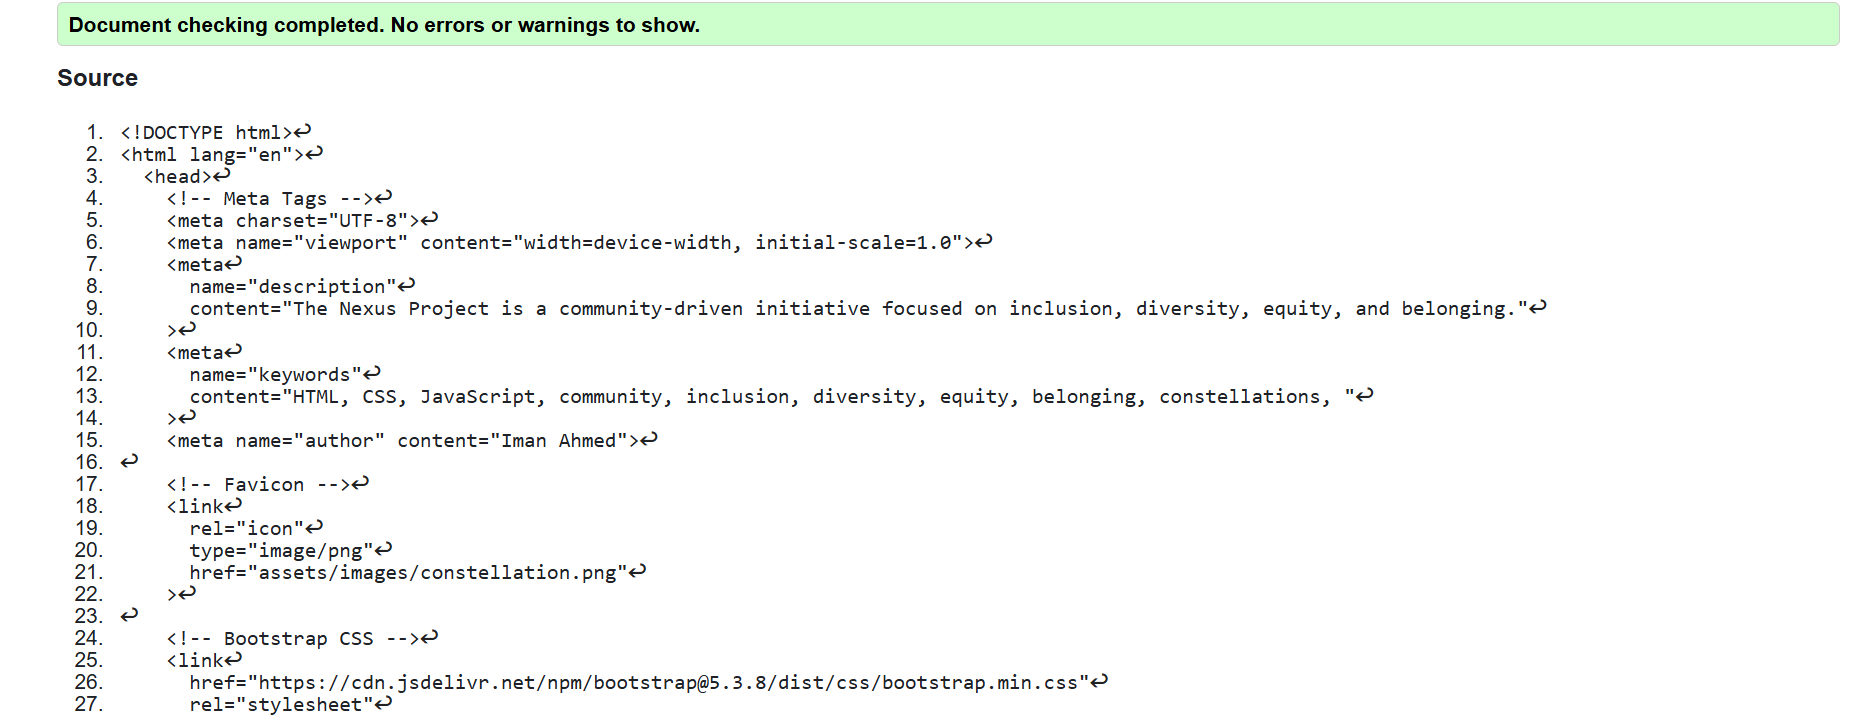 Document checking completed. No errors or warnings to show.
Source
1. <!DOCTYPE html>↩
2. <html lang="en">↩
3.   <head>↩
4.     <!-- Meta Tags -->↩
5.     <meta charset="UTF-8">↩
6.     <meta name="viewport" content="width=device-width, initial-scale=1.0">↩
7.     <meta↩
8.       name="description"↩
9.       content="The Nexus Project is a community-driven initiative focused on inclusion, diversity, equity, and belonging."↩
10.     >↩
11.     <meta↩
12.       name="keywords"↩
13.       content="HTML, CSS, JavaScript, community, inclusion, diversity, equity, belonging, constellations, "↩
14.     >↩
15.     <meta name="author" content="Iman Ahmed">↩
16. ↩
17.     <!-- Favicon -->↩
18.     <link↩
19.       rel="icon"↩
20.       type="image/png"↩
21.       href="assets/images/constellation.png"↩
22.     >↩
23. ↩
24.     <!-- Bootstrap CSS -->↩
25.     <link↩
26.       href="https://cdn.jsdelivr.net/npm/bootstrap@5.3.8/dist/css/bootstrap.min.css"↩
27.       rel="stylesheet"↩